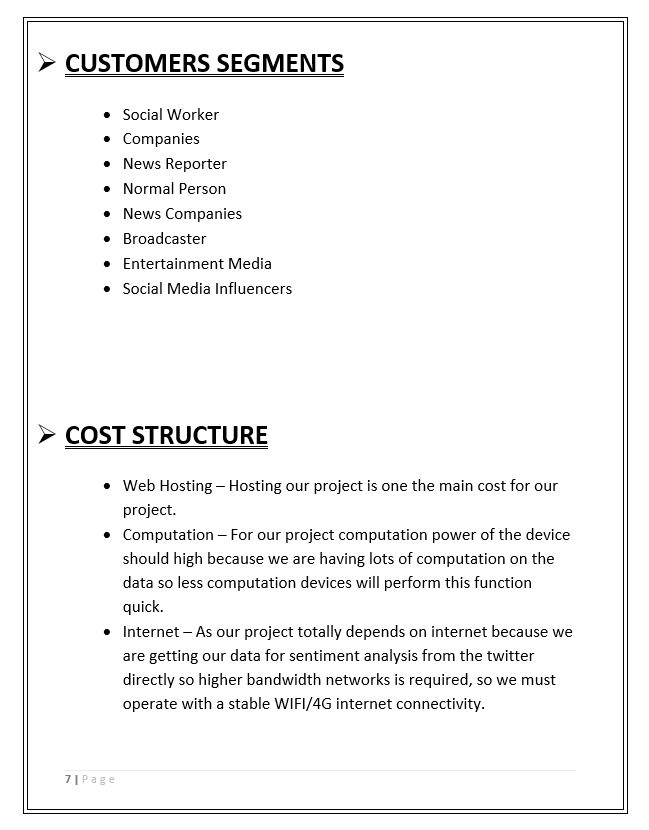 CUSTOMERS SEGMENTS
Social Worker
Companies
News Reporter
Normal Person
News Companies
Broadcaster
Entertainment Media
Social Media Influencers
COST STRUCTURE
Web Hosting – Hosting our project is one the main cost for our
project.
Computation – For our project computation power of the device
should high because we are having lots of computation on the
data so less computation devices will perform this function
quick.
Internet – As our project totally depends on internet because we
are getting our data for sentiment analysis from the twitter
directly so higher bandwidth networks is required, so we must
operate with a stable WIFI/4G internet connectivity.
7 | Page